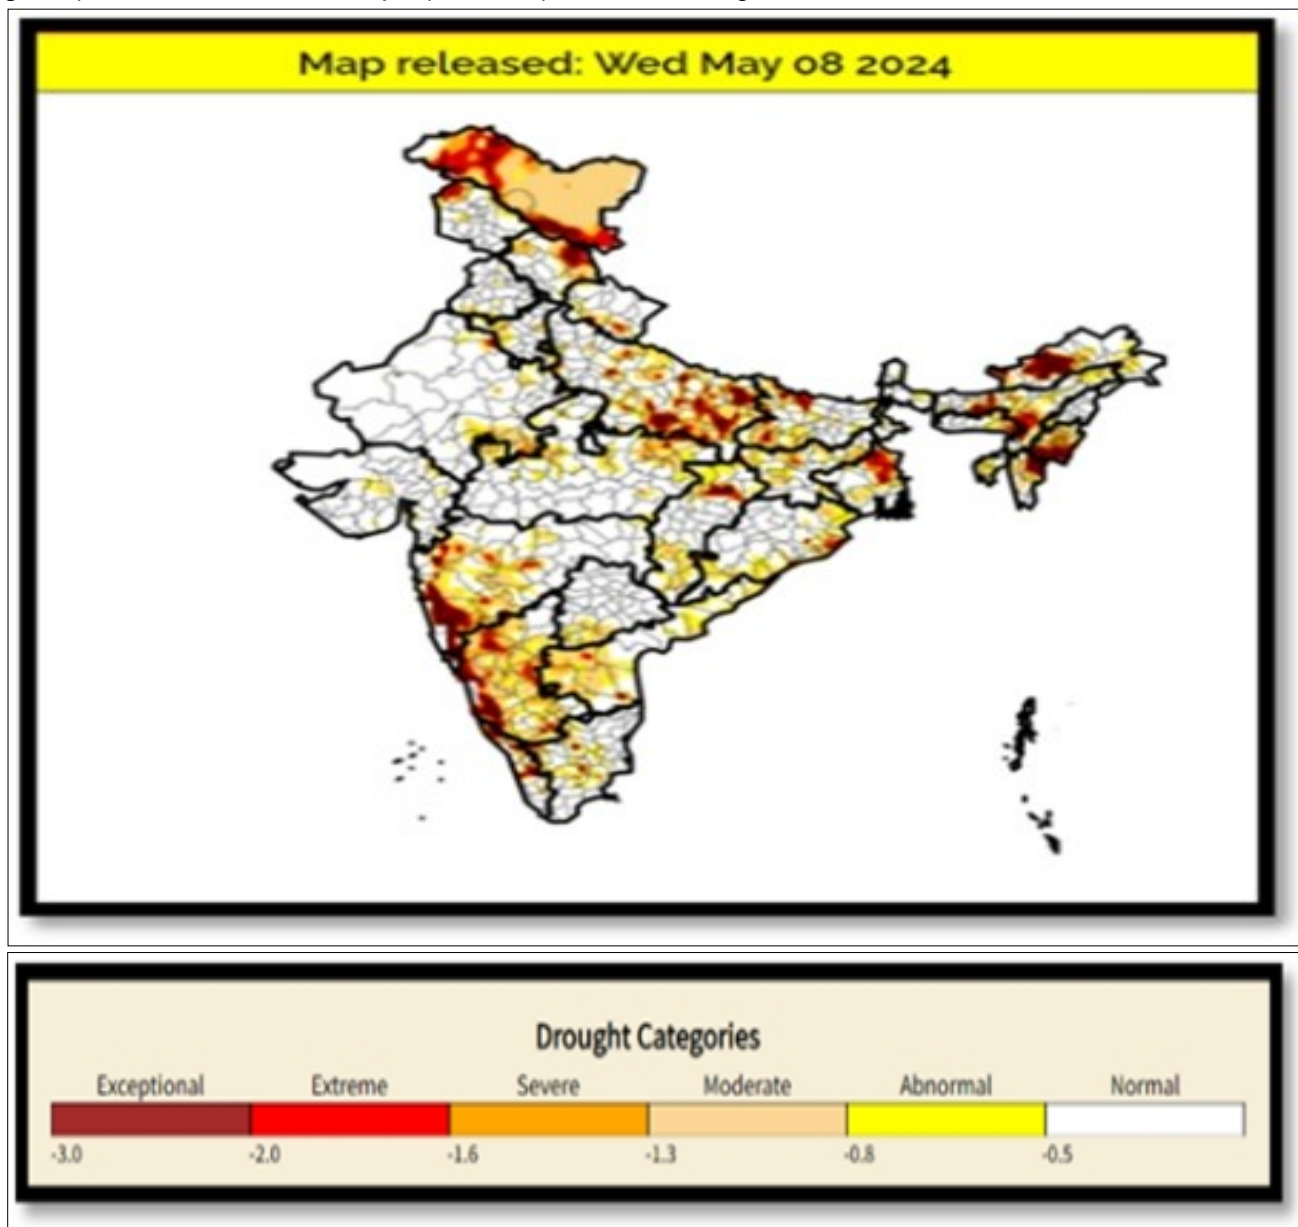 Map released: Wed May 08 2024
Drought Categories
Exceptional Extreme Severe Moderate Abnormal Normal
-3.0 -2.0 -1.6 -1.3 -0.8 -0.5